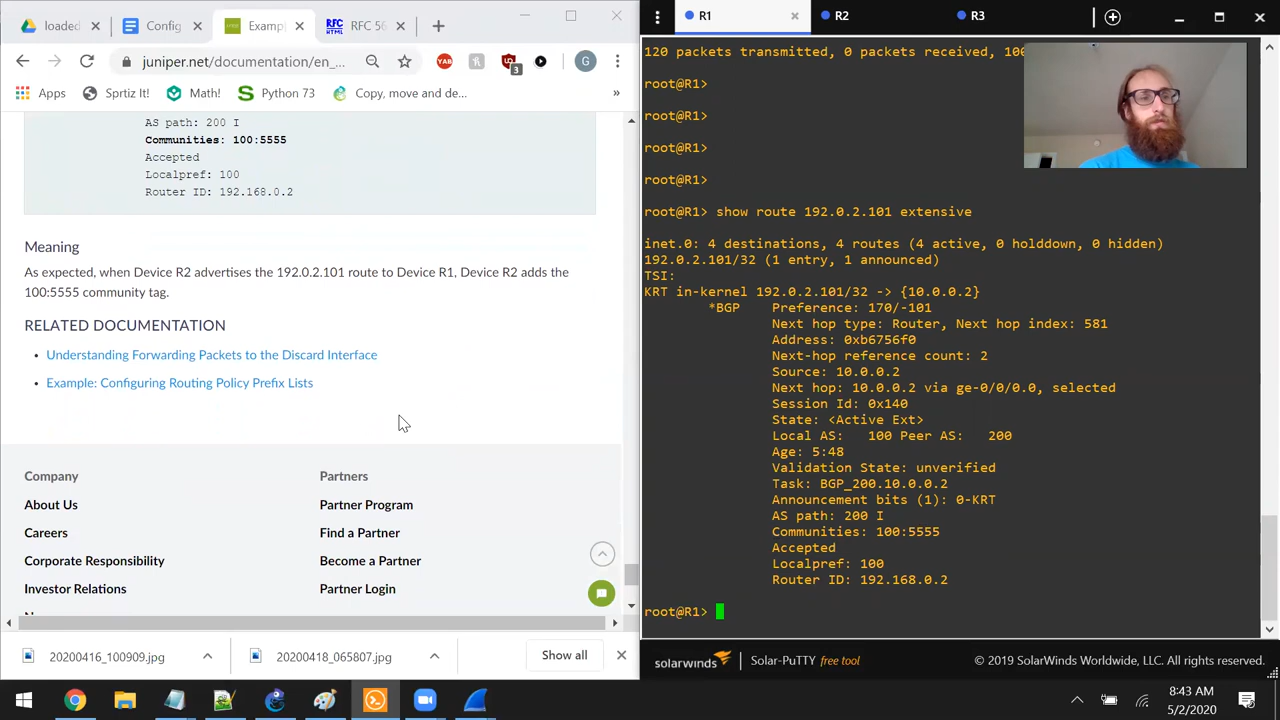 loaded
Config
Examp
RFC 56
R1
R2
R3
juniper.net/documentation/en_...
3
G
Apps
Sprtiz It!
Math!
Python 73
Copy, move and de...
»
AS path: 200 I
Communities: 100:5555
Accepted
Localpref: 100
Router ID: 192.168.0.2
Meaning
As expected, when Device R2 advertises the 192.0.2.101 route to Device R1, Device R2 adds the
100:5555 community tag.
RELATED DOCUMENTATION
Understanding Forwarding Packets to the Discard Interface
Example: Configuring Routing Policy Prefix Lists
Company
Partners
About Us
Partner Program
Careers
Find a Partner
Corporate Responsibility
Become a Partner
Investor Relations
Partner Login
20200416_100909.jpg
20200418_065807.jpg
Show all
120 packets transmitted, 0 packets received, 100
root@R1>
root@R1>
root@R1>
root@R1>
root@R1> show route 192.0.2.101 extensive
inet.0: 4 destinations, 4 routes (4 active, 0 holddown, 0 hidden)
192.0.2.101/32 (1 entry, 1 announced)
TSI:
KRT in-kernel 192.0.2.101/32 -> {10.0.0.2}
*BGP Preference: 170/-101
Next hop type: Router, Next hop index: 581
Address: 0xb6756f0
Next-hop reference count: 2
Source: 10.0.0.2
Next hop: 10.0.0.2 via ge-0/0/0.0, selected
Session Id: 0x140
State: <Active Ext>
Local AS: 100 Peer AS: 200
Age: 5:48
Validation State: unverified
Task: BGP_200.10.0.0.2
Announcement bits (1): 0-KRT
AS path: 200 I
Communities: 100:5555
Accepted
Localpref: 100
Router ID: 192.168.0.2
root@R1>
solarwinds
Solar-PuTTY free tool
© 2019 SolarWinds Worldwide, LLC. All rights reserved.
8:43 AM
5/2/2020